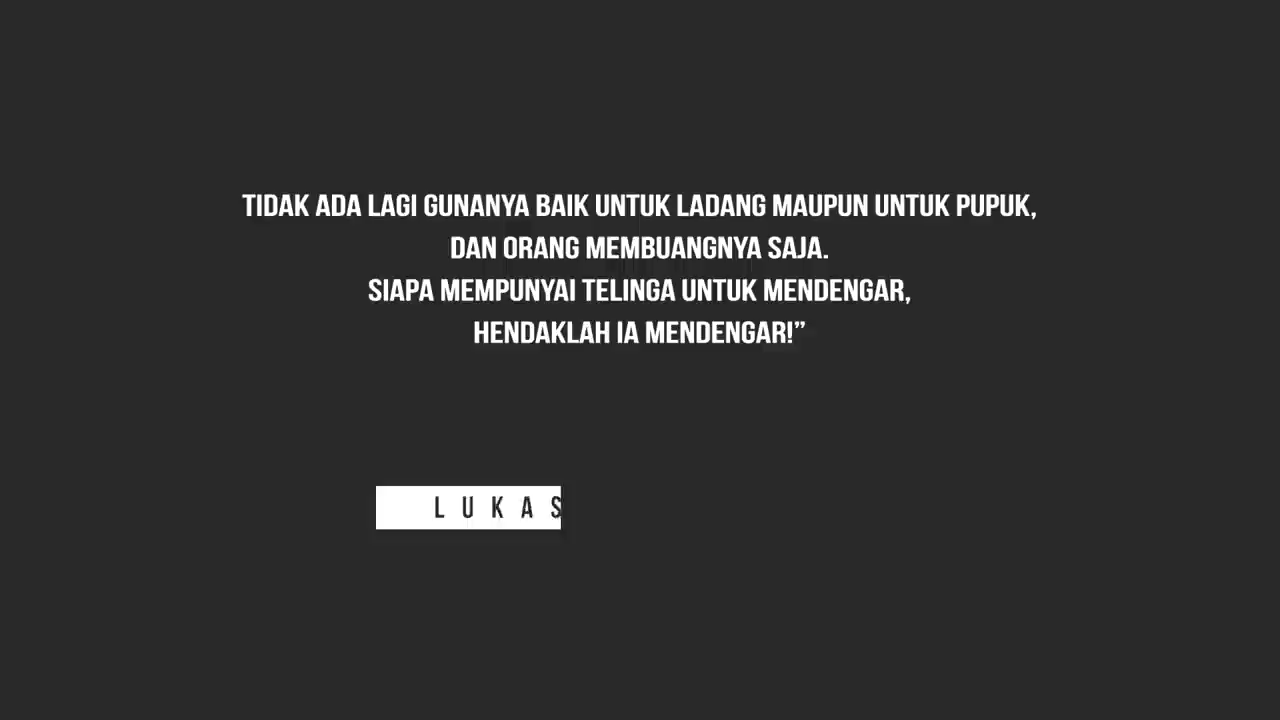 TIDAK ADA LAGI GUNANYA BAIK UNTUK LADANG MAUPUN UNTUK PUPUK,
DAN ORANG MEMBUANGNYA SAJA.
SIAPA MEMPUNYAI TELINGA UNTUK MENDENGAR,
HENDAKLAH IA MENDENGAR!”
LUKAS